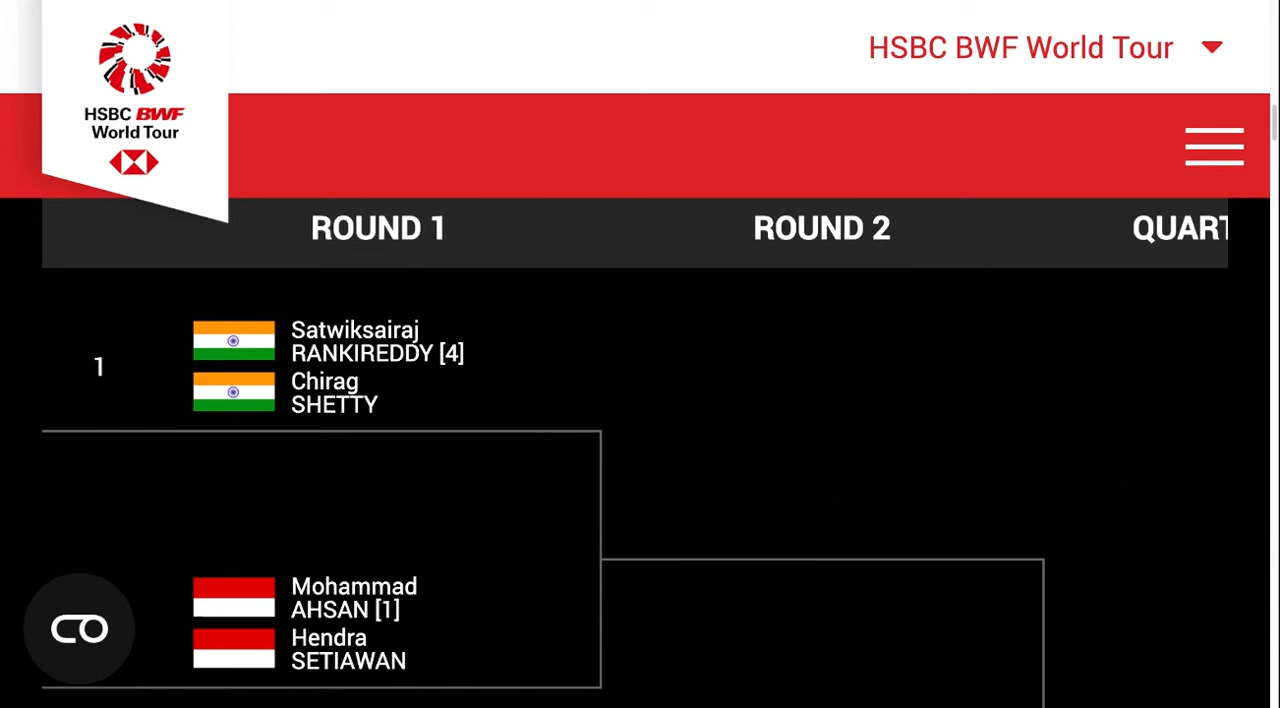 HSBC BWF World Tour
HSBC BWF
World Tour
ROUND 1
ROUND 2
QUART
1
Satwiksairaj
RANKIREDDY [4]
Chirag
SHETTY
Mohammad
AHSAN [1]
Hendra
SETIAWAN